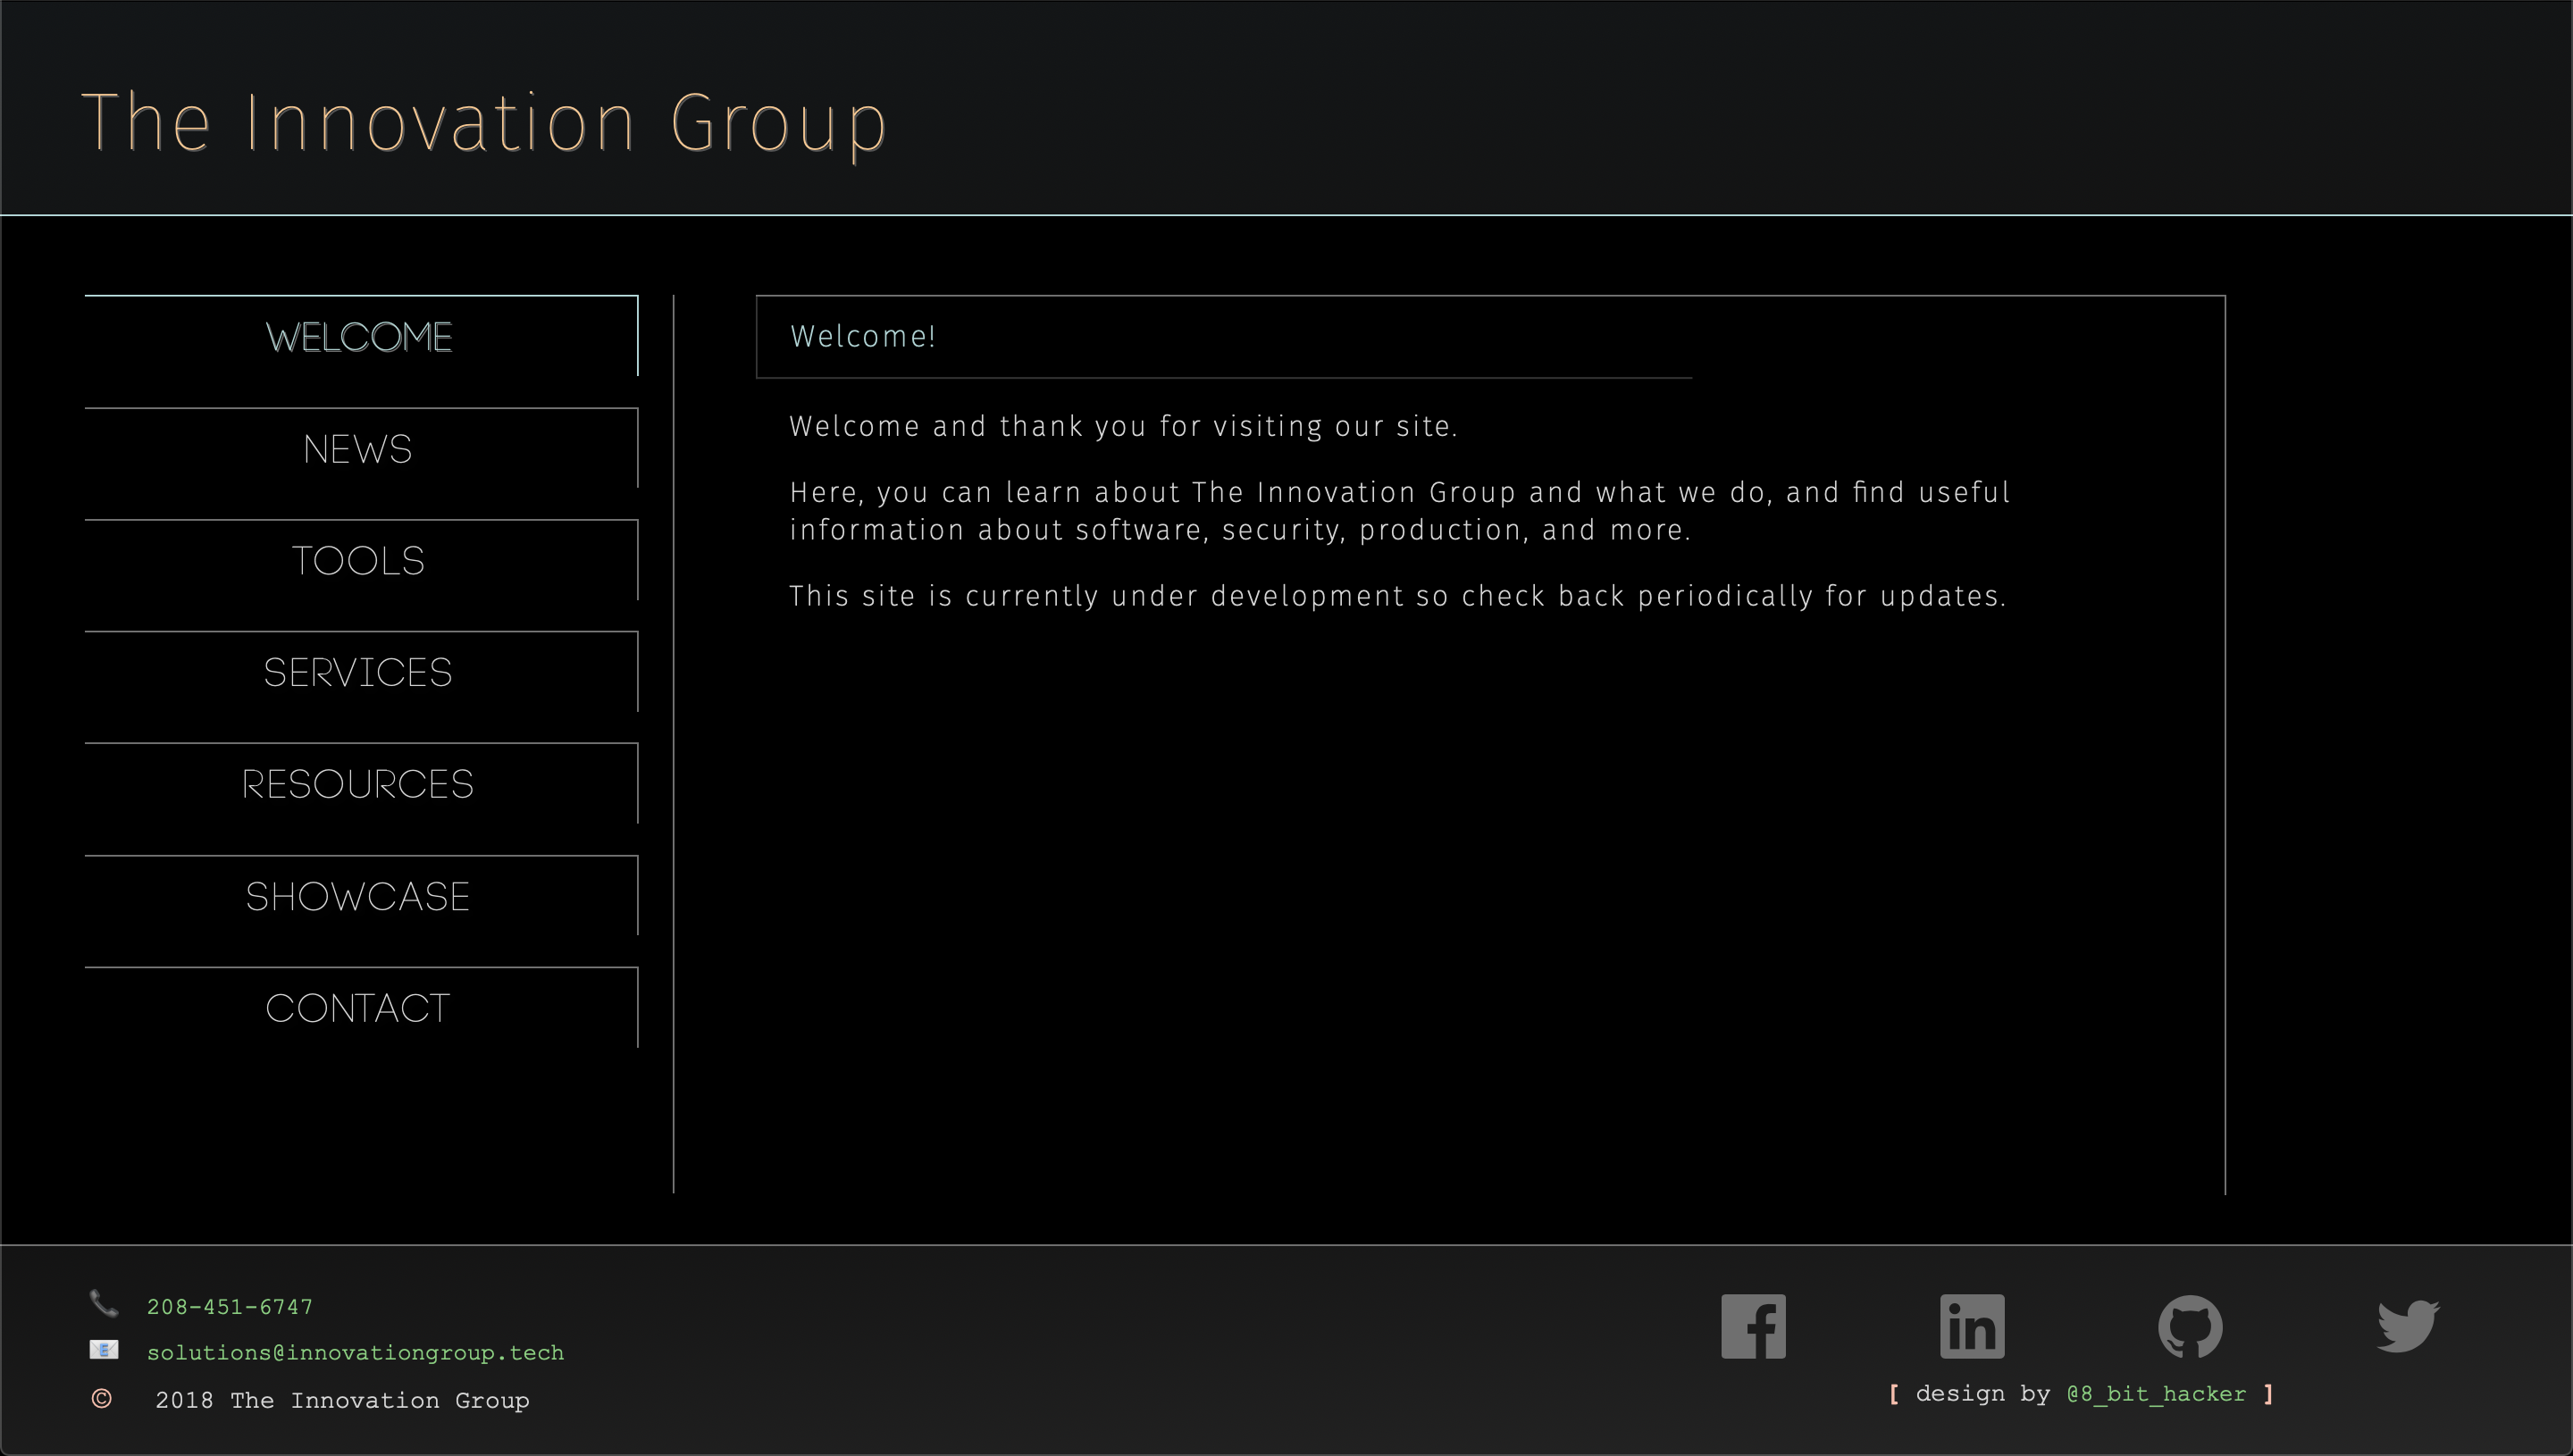 The Innovation Group
WELCOME
NEWS
TOOLS
SERVICES
RESOURCES
SHOWCASE
CONTACT
Welcome!
Welcome and thank you for visiting our site.
Here, you can learn about The Innovation Group and what we do, and find useful
information about software, security, production, and more.
This site is currently under development so check back periodically for updates.
208-451-6747
solutions@innovationgroup.tech
© 2018 The Innovation Group
[ design by @8_bit_hacker ]